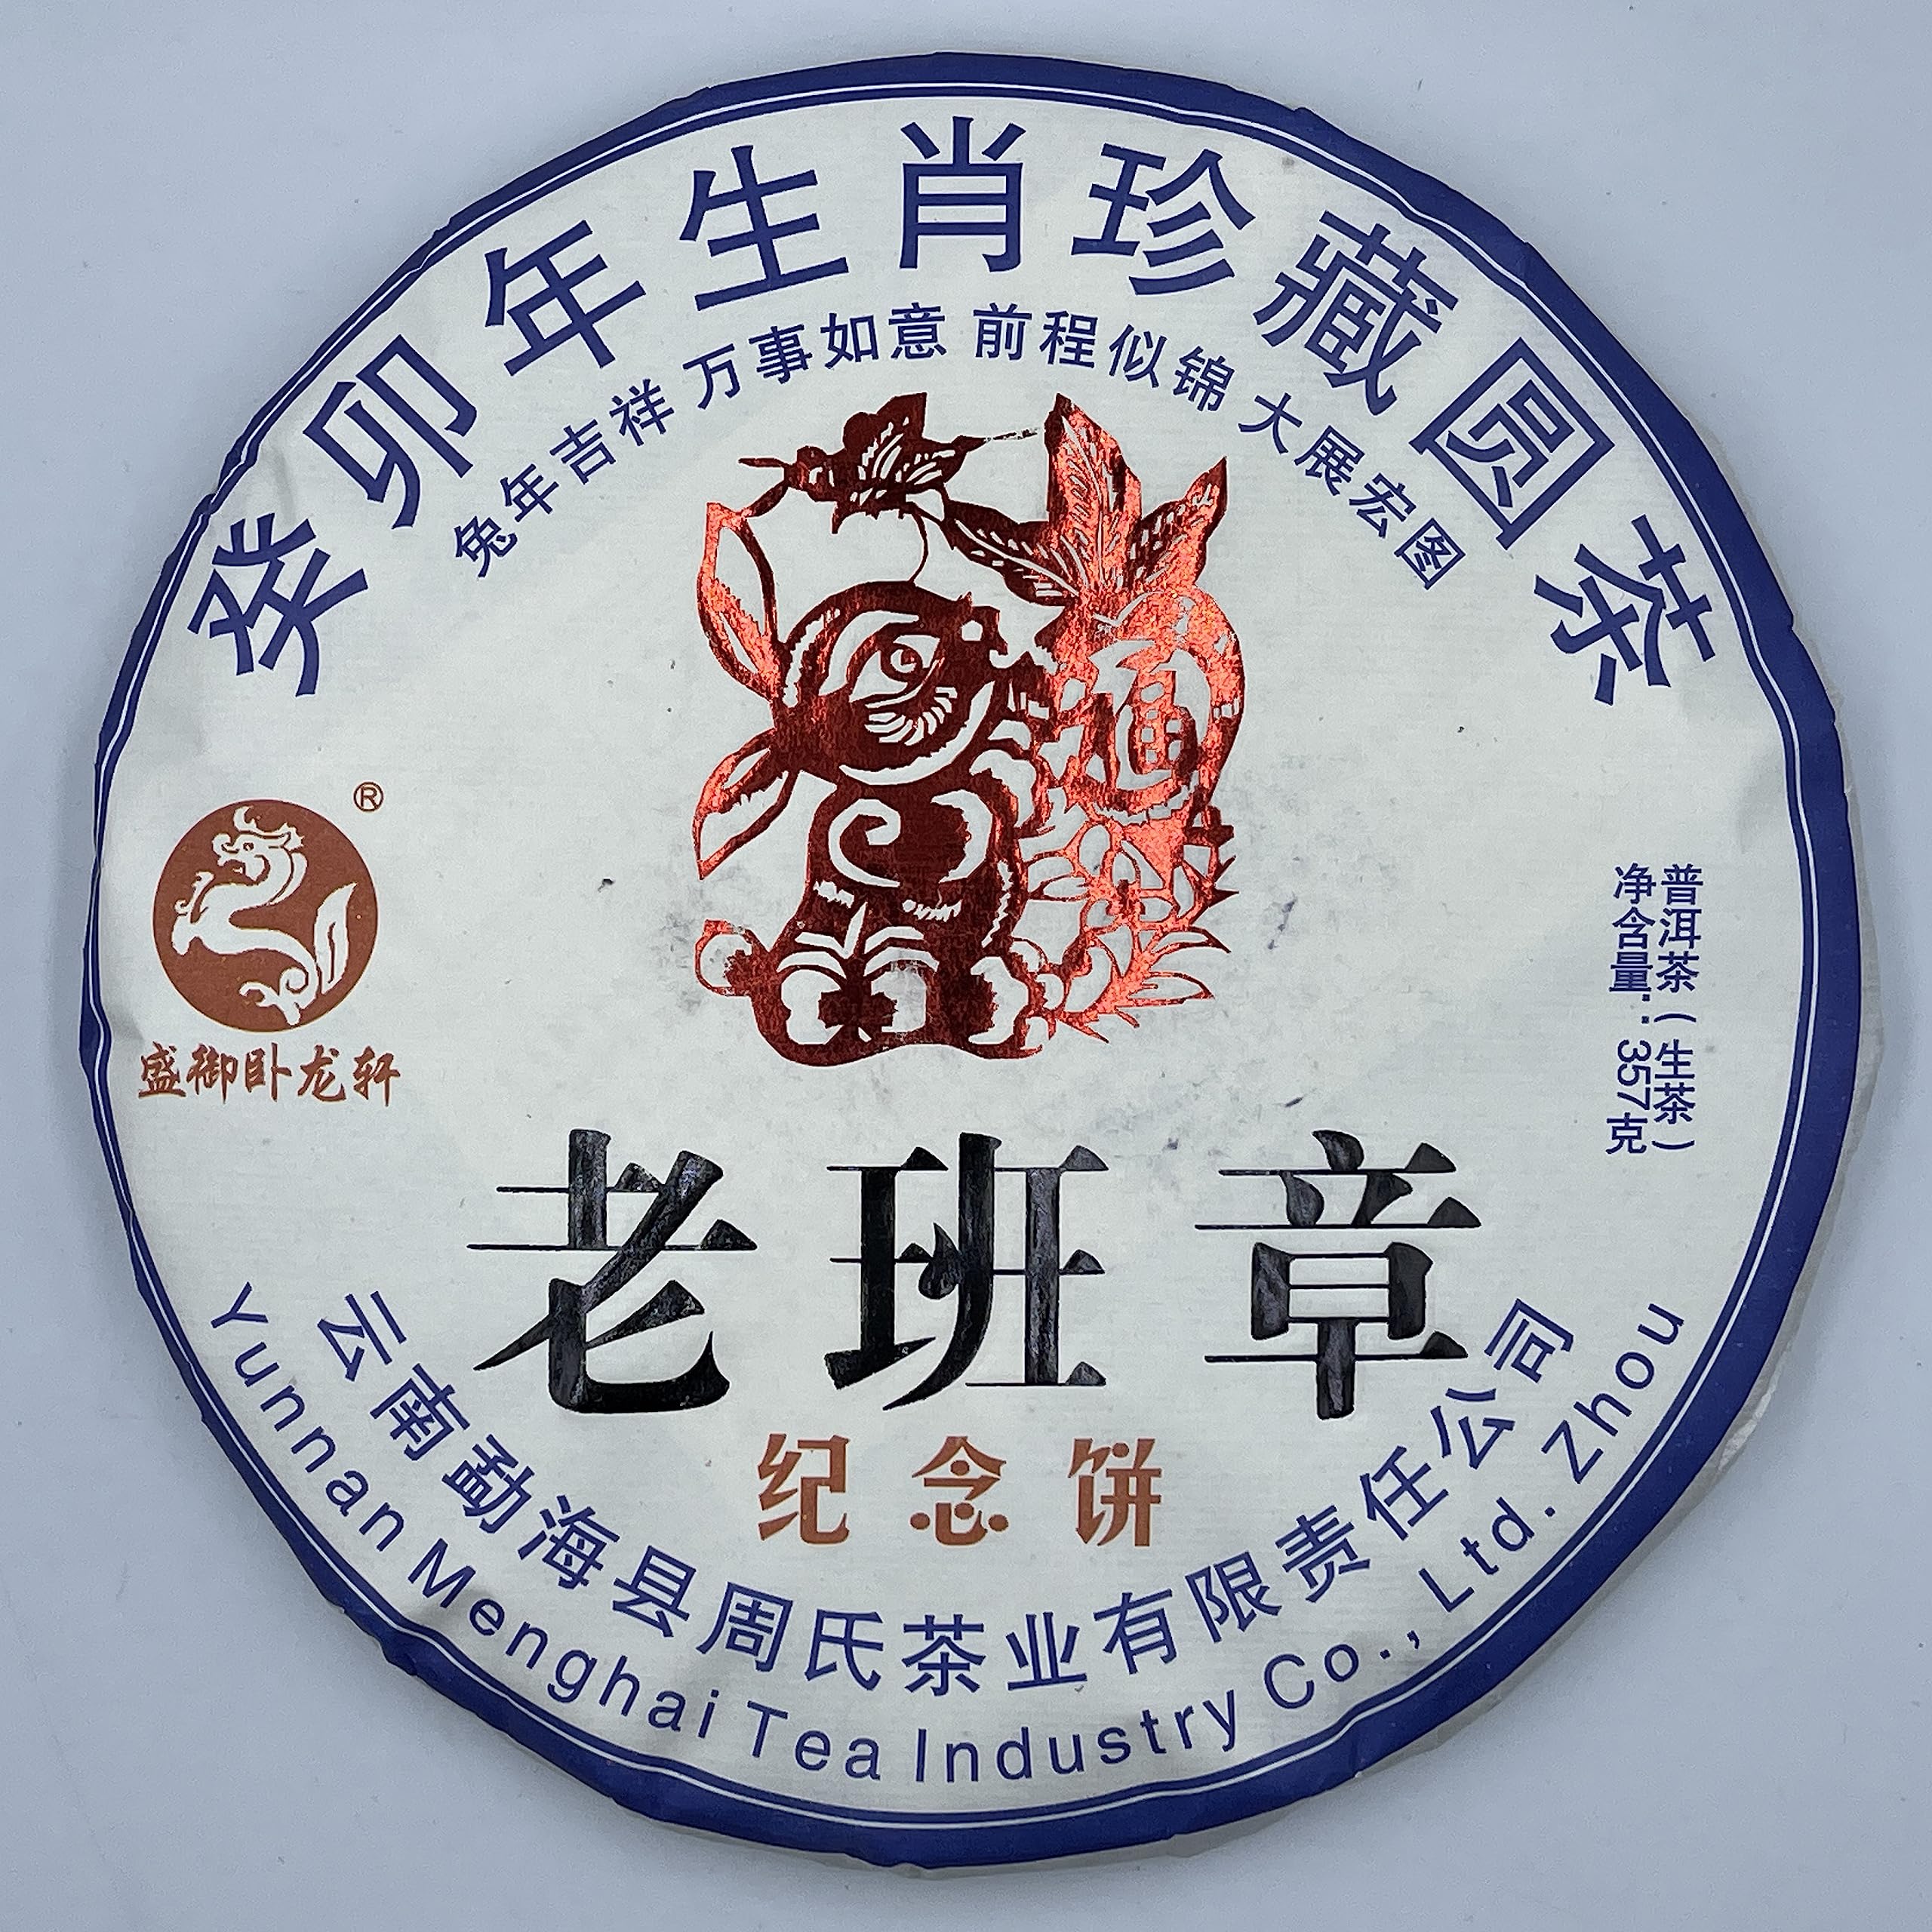 癸卯年生肖珍藏圆茶
兔年吉祥 万事如意 前程似锦 大展宏图
福
®
盛御卧龙轩
普洱茶（生茶）
净含量：357克
老班章
纪念饼
云南勐海县周氏茶业有限责任公司
Yunnan Menghai Tea Industry Co., Ltd. Zhou